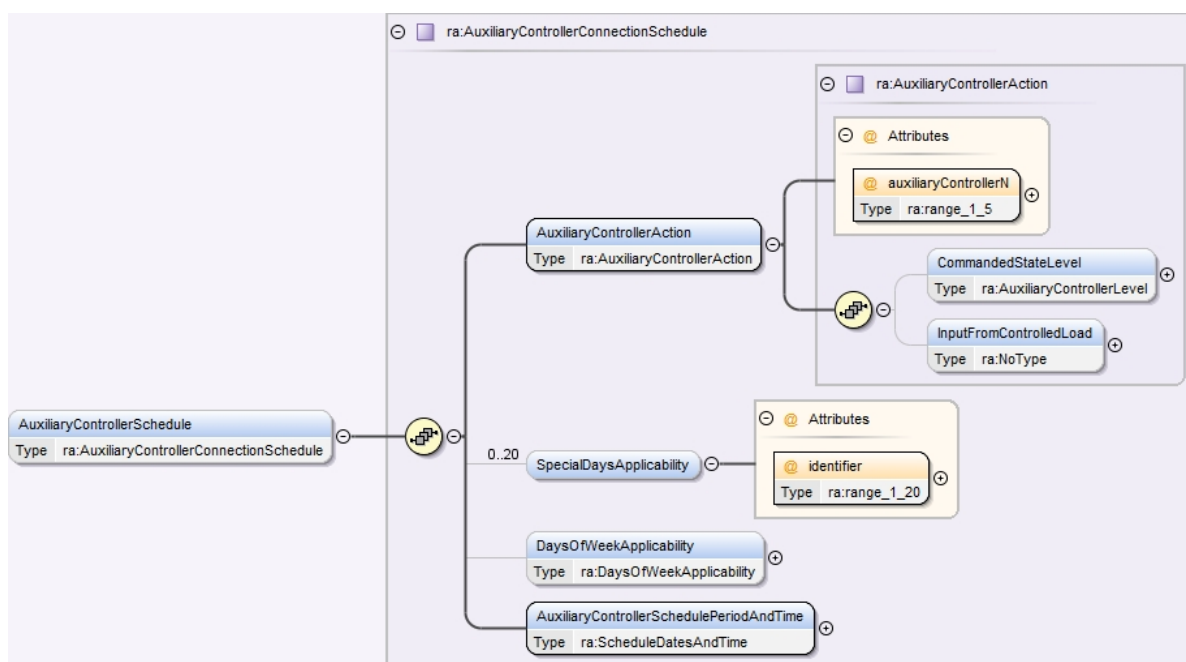 ra:AuxiliaryControllerConnectionSchedule
ra:AuxiliaryControllerAction
@ Attributes
@ auxiliaryControllerN
Type ra:range_1_5
AuxiliaryControllerAction
Type ra:AuxiliaryControllerAction
CommandedStateLevel
Type ra:AuxiliaryControllerLevel
InputFromControlledLoad
Type ra:NoType
AuxiliaryControllerSchedule
Type ra:AuxiliaryControllerConnectionSchedule
0..20
SpecialDaysApplicability
@ Attributes
@ identifier
Type ra:range_1_20
DaysOfWeekApplicability
Type ra:DaysOfWeekApplicability
AuxiliaryControllerSchedulePeriodAndTime
Type ra:ScheduleDatesAndTime